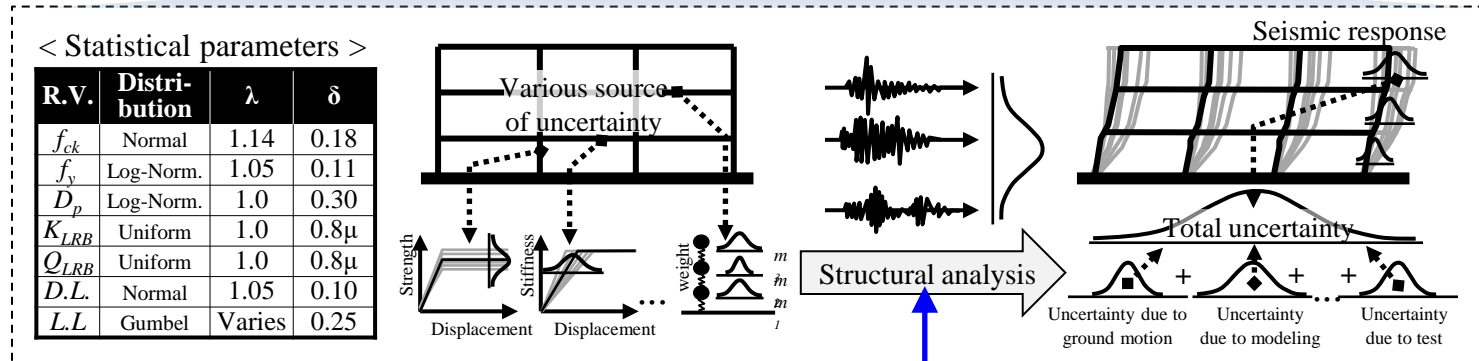 < Statistical parameters >
R.V. Distri-bution λ δ
f_ck Normal 1.14 0.18
f_y Log-Norm. 1.05 0.11
D_p Log-Norm. 1.0 0.30
K_LRB Uniform 1.0 0.8μ
Q_LRB Uniform 1.0 0.8μ
D.L. Normal 1.05 0.10
L.L Gumbel Varies 0.25
Various source
of uncertainty
Strength
Displacement
Stiffness
Displacement
...
weight
m
m
1
Structural analysis
Seismic response
Total uncertainty
+ + ... +
Uncertainty due to
ground motion
Uncertainty
due to modeling
Uncertainty
due to test